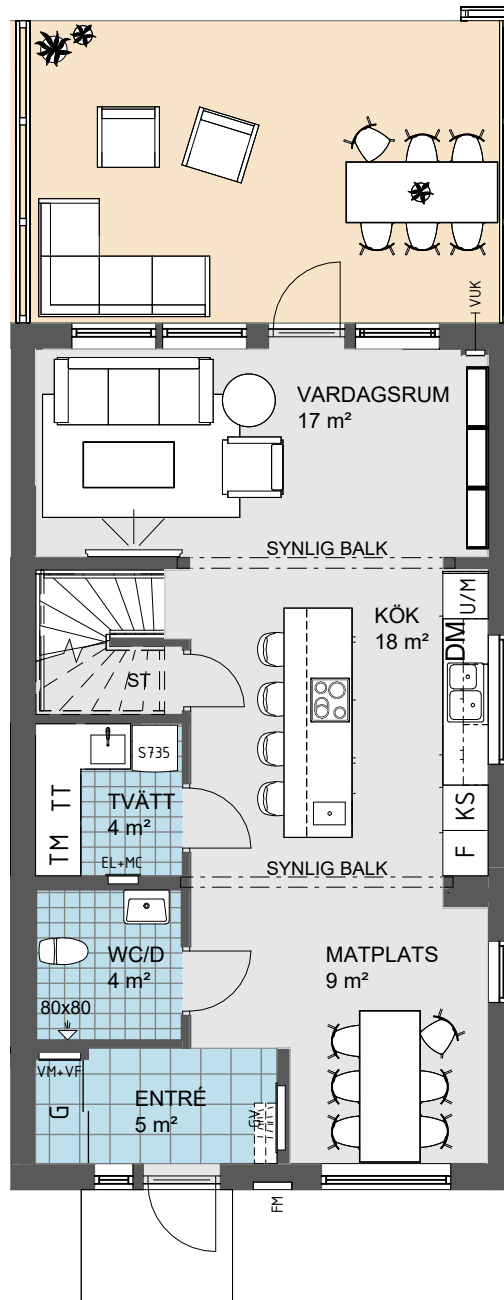 VUK
VARDAGSRUM
17 m²
SYNLIG BALK
U/M
KÖK
18 m²
DM
ST
S735
TM TT
TVÄTT
4 m²
KS
F
EL+MC
SYNLIG BALK
WC/D
4 m²
MATPLATS
9 m²
80x80
VM+VF
G
ENTRÉ
5 m²
GV
FM